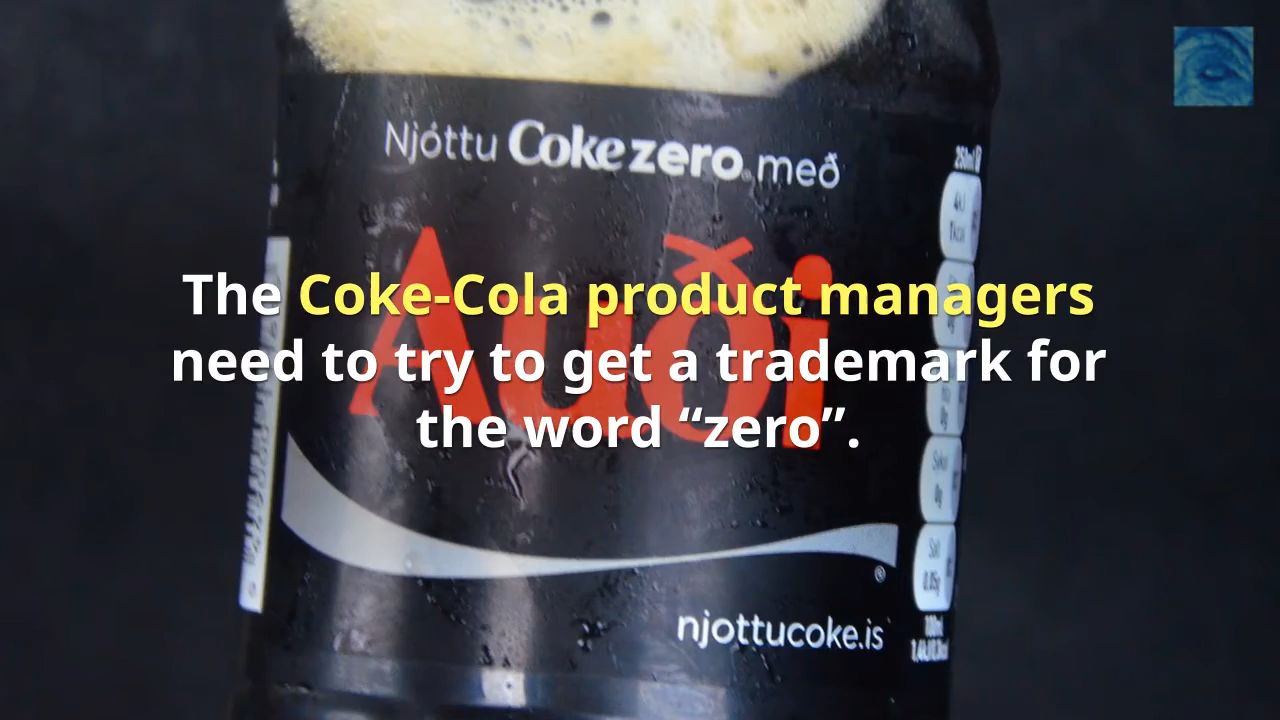 Njóttu Coke zero með
Auði
The Coke-Cola product managers
need to try to get a trademark for
the word “zero”.
njottucoke.is